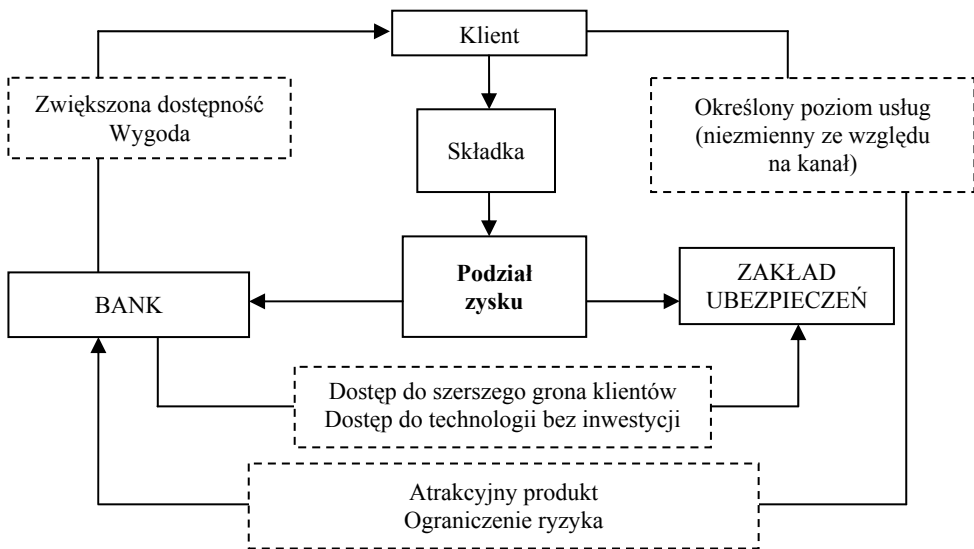 Klient
Zwiększona dostępność
Wygoda
Określony poziom usług
(niezmienny ze względu
na kanał)
Składka
Podział
zysku
BANK
ZAKŁAD
UBEZPIECZEŃ
Dostęp do szerszego grona klientów
Dostęp do technologii bez inwestycji
Atrakcyjny produkt
Ograniczenie ryzyka